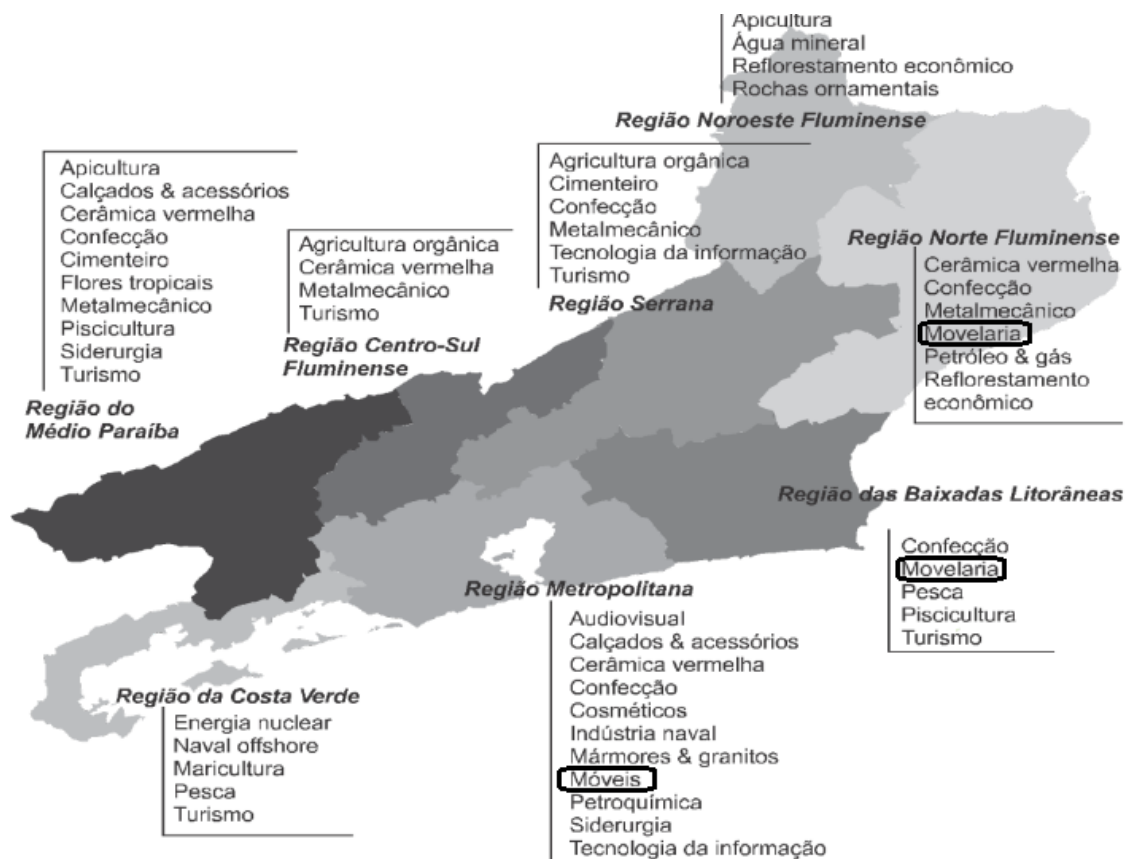 Apicultura
Água mineral
Reflorestamento econômico
Rochas ornamentais
Região Noroeste Fluminense
Apicultura
Calçados & acessórios
Cerâmica vermelha
Confecção
Cimenteiro
Flores tropicais
Metalmecânico
Piscicultura
Siderurgia
Turismo
Região do
Médio Paraíba
Agricultura orgânica
Cerâmica vermelha
Metalmecânico
Turismo
Região Centro-Sul
Fluminense
Agricultura orgânica
Cimenteiro
Confecção
Metalmecânico
Tecnologia da informação
Turismo
Região Serrana
Região Norte Fluminense
Cerâmica vermelha
Confecção
Metalmecânico
Movelaria
Petróleo & gás
Reflorestamento
econômico
Região das Baixadas Litorâneas
Confecção
Movelaria
Pesca
Piscicultura
Turismo
Região Metropolitana
Audiovisual
Calçados & acessórios
Cerâmica vermelha
Confecção
Cosméticos
Indústria naval
Mármores & granitos
Móveis
Petroquímica
Siderurgia
Tecnologia da informação
Região da Costa Verde
Energia nuclear
Naval offshore
Maricultura
Pesca
Turismo